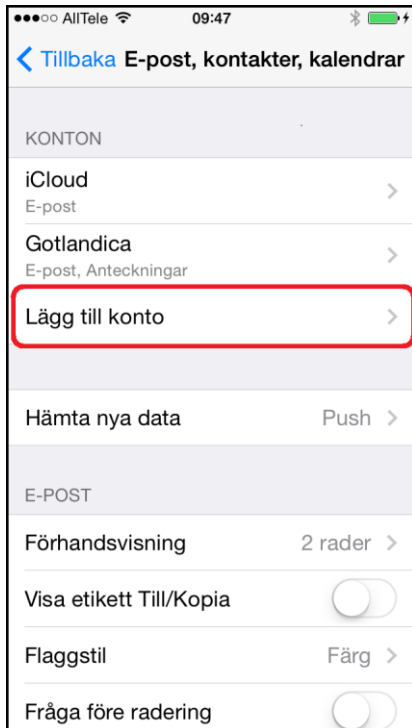 AllTele 09:47
Tillbaka E-post, kontakter, kalendrar
KONTON
iCloud
E-post
Gotlandica
E-post, Anteckningar
Lägg till konto
Hämta nya data Push
E-POST
Förhandsvisning 2 rader
Visa etikett Till/Kopia
Flaggstil Färg
Fråga före radering